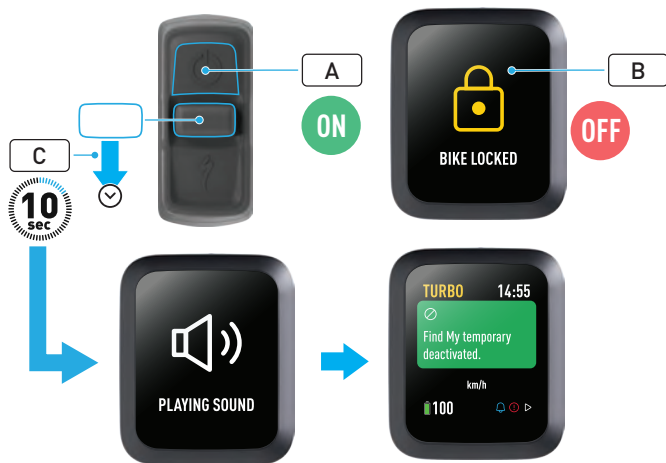 A
B
ON
OFF
BIKE LOCKED
C
10
sec
PLAYING SOUND
TURBO 14:55
Find My temporary
deactivated.
km/h
100